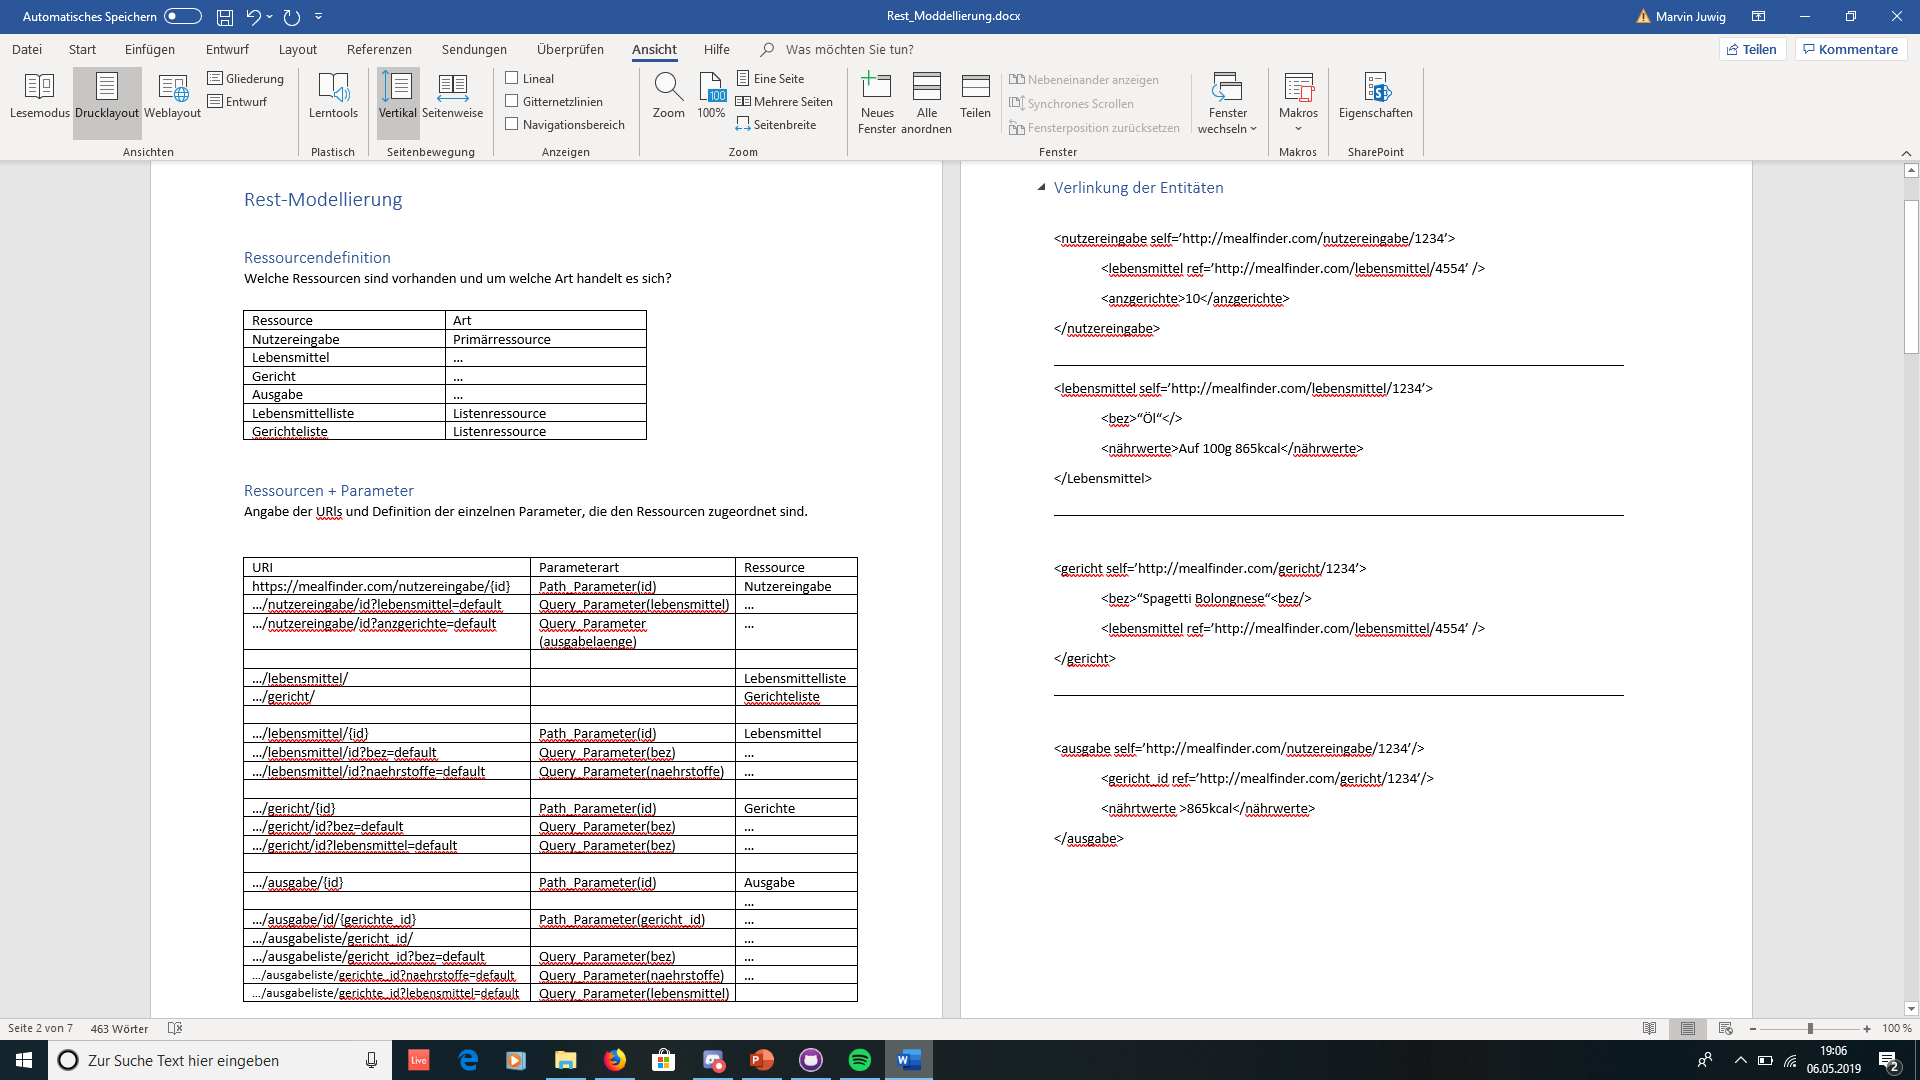 Automatisches Speichern
Rest_Moddellierung.docx
Marvin Juwig
Datei Start Einfügen Entwurf Layout Referenzen Sendungen Überprüfen Ansicht Hilfe Was möchten Sie tun? Teilen Kommentare
Lesemodus Drucklayout Weblayout
Gliederung
Entwurf
Ansichten
Lerntools
Plastisch
Vertikal Seitenweise
Seitenbewegung
Lineal
Gitternetzlinien
Navigationsbereich
Anzeigen
Zoom
100
100%
Eine Seite
Mehrere Seiten
Seitenbreite
Zoom
Neues Fenster
Alle anordnen
Teilen
Nebeneinander anzeigen
Synchrones Scrollen
Fensterposition zurücksetzen
Fenster wechseln
Fenster
Makros
Makros
Eigenschaften
SharePoint
Rest-Modellierung
Ressourcendefinition
Welche Ressourcen sind vorhanden und um welche Art handelt es sich?
Ressource Art
Nutzereingabe Primärressource
Lebensmittel ...
Gericht ...
Ausgabe ...
Lebensmittelliste Listenressource
Gerichteliste Listenressource
Ressourcen + Parameter
Angabe der URIs und Definition der einzelnen Parameter, die den Ressourcen zugeordnet sind.
URI Parameterart Ressource
https://mealfinder.com/nutzereingabe/{id} Path_Parameter(id) Nutzereingabe
.../nutzereingabe/id?lebensmittel=default Query_Parameter(lebensmittel) ...
.../nutzereingabe/id?anzgerichte=default Query_Parameter ...
(ausgabelaenge)
.../lebensmittel/ Lebensmittelliste
.../gericht/ Gerichteliste
.../lebensmittel/{id} Path_Parameter(id) Lebensmittel
.../lebensmittel/id?bez=default Query_Parameter(bez) ...
.../lebensmittel/id?naehrstoffe=default Query_Parameter(naehrstoffe) ...
.../gericht/{id} Path_Parameter(id) Gerichte
.../gericht/id?bez=default Query_Parameter(bez) ...
.../gericht/id?lebensmittel=default Query_Parameter(bez) ...
.../ausgabe/{id} Path_Parameter(id) Ausgabe
...
.../ausgabe/id/{gerichte_id} Path_Parameter(gericht_id) ...
.../ausgabeliste/gericht_id/ ...
.../ausgabeliste/gericht_id?bez=default Query_Parameter(bez) ...
.../ausgabeliste/gerichte_id?naehrstoffe=default Query_Parameter(naehrstoffe) ...
.../ausgabeliste/gerichte_id?lebensmittel=default Query_Parameter(lebensmittel)
Verlinkung der Entitäten
<nutzereingabe self=’http://mealfinder.com/nutzereingabe/1234’>
<lebensmittel ref=’http://mealfinder.com/lebensmittel/4554’ />
<anzgerichte>10</anzgerichte>
</nutzereingabe>
<lebensmittel self=’http://mealfinder.com/lebensmittel/1234’>
<bez>“Öl“</>
<nährwerte>Auf 100g 865kcal</nährwerte>
</Lebensmittel>
<gericht self=’http://mealfinder.com/gericht/1234’>
<bez>“Spagetti Bolongnese“<bez/>
<lebensmittel ref=’http://mealfinder.com/lebensmittel/4554’ />
</gericht>
<ausgabe self=’http://mealfinder.com/nutzereingabe/1234’/>
<gericht_id ref=’http://mealfinder.com/gericht/1234’/>
<nährtwerte >865kcal</nährwerte>
</ausgabe>
Seite 2 von 7 463 Wörter
100 %
Zur Suche Text hier eingeben
Live
19:06
06.05.2019
2